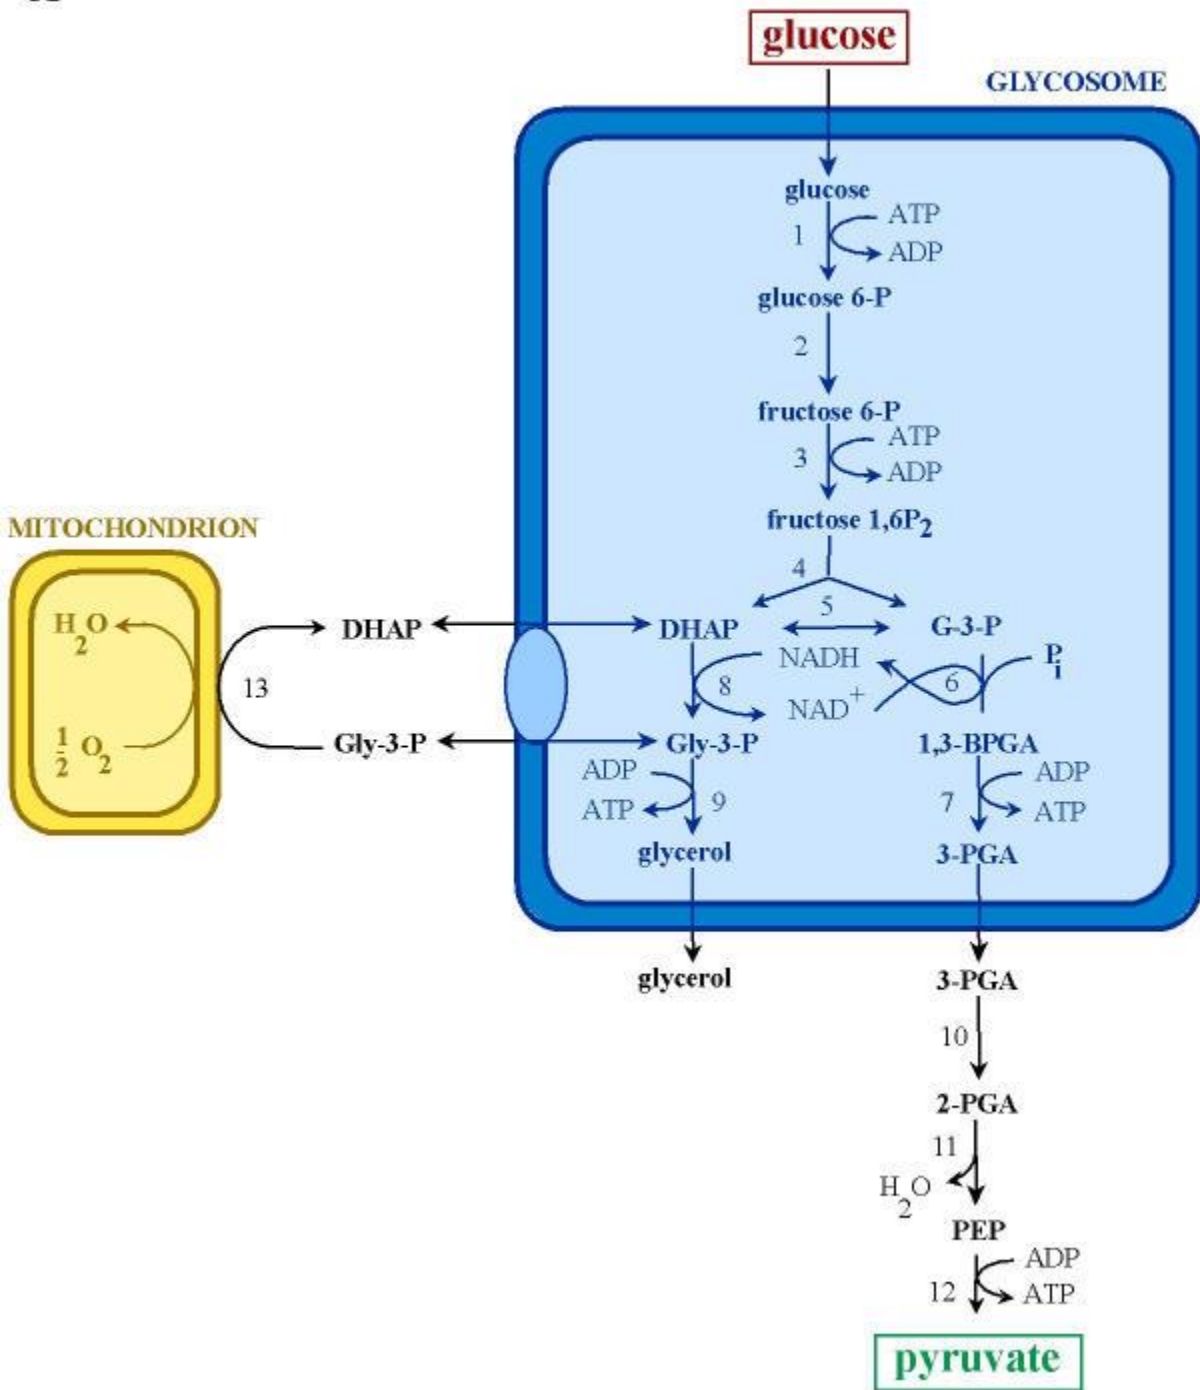 glucose
GLYCOSOME
glucose
ATP
1
ADP
glucose 6-P
2
fructose 6-P
ATP
3
ADP
MITOCHONDRION
fructose 1,6P2
4
5
H2O
DHAP
DHAP
G-3-P
NADH
Pi
13
8
6
NAD+
1/2 O2
Gly-3-P
Gly-3-P
1,3-BPGA
ADP
ADP
9
7
ATP
ATP
glycerol
3-PGA
glycerol
3-PGA
10
2-PGA
11
H2O
PEP
ADP
12
ATP
pyruvate